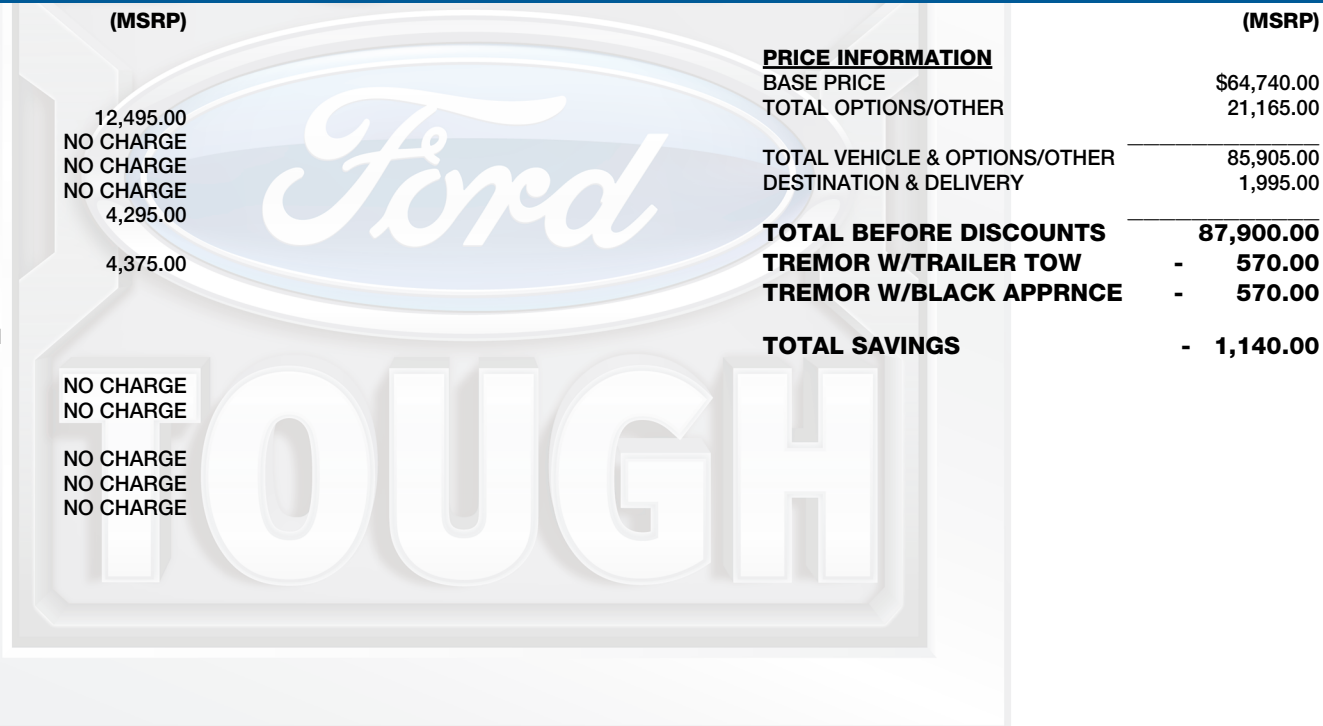 (MSRP)
12,495.00
NO CHARGE
NO CHARGE
NO CHARGE
4,295.00
4,375.00
NO CHARGE
NO CHARGE
NO CHARGE
NO CHARGE
NO CHARGE
Ford
TOUGH
(MSRP)
PRICE INFORMATION
BASE PRICE $64,740.00
TOTAL OPTIONS/OTHER 21,165.00
TOTAL VEHICLE & OPTIONS/OTHER 85,905.00
DESTINATION & DELIVERY 1,995.00
TOTAL BEFORE DISCOUNTS 87,900.00
TREMOR W/TRAILER TOW - 570.00
TREMOR W/BLACK APPRNCE - 570.00
TOTAL SAVINGS - 1,140.00